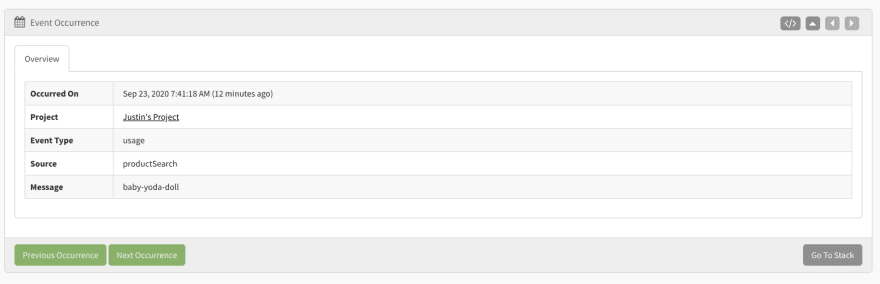 Event Occurrence
</>
Overview
Occurred On Sep 23, 2020 7:41:18 AM (12 minutes ago)
Project Justin's Project
Event Type usage
Source productSearch
Message baby-yoda-doll
Previous Occurrence Next Occurrence Go To Stack